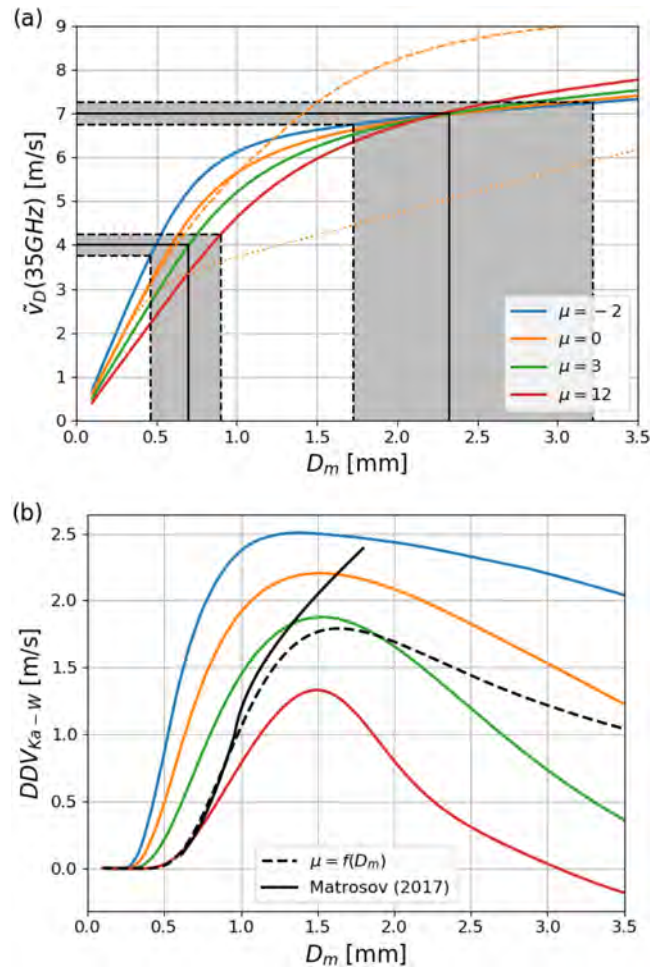 (a)
9
8
7
6
5
4
3
2
1
0
ṽ_D(35GHz) [m/s]
0.0 0.5 1.0 1.5 2.0 2.5 3.0 3.5
D_m [mm]
μ = −2
μ = 0
μ = 3
μ = 12
(b)
2.5
2.0
1.5
1.0
0.5
0.0
DDV_{Ka−W} [m/s]
μ = f(D_m)
Matrosov (2017)
0.0 0.5 1.0 1.5 2.0 2.5 3.0 3.5
D_m [mm]